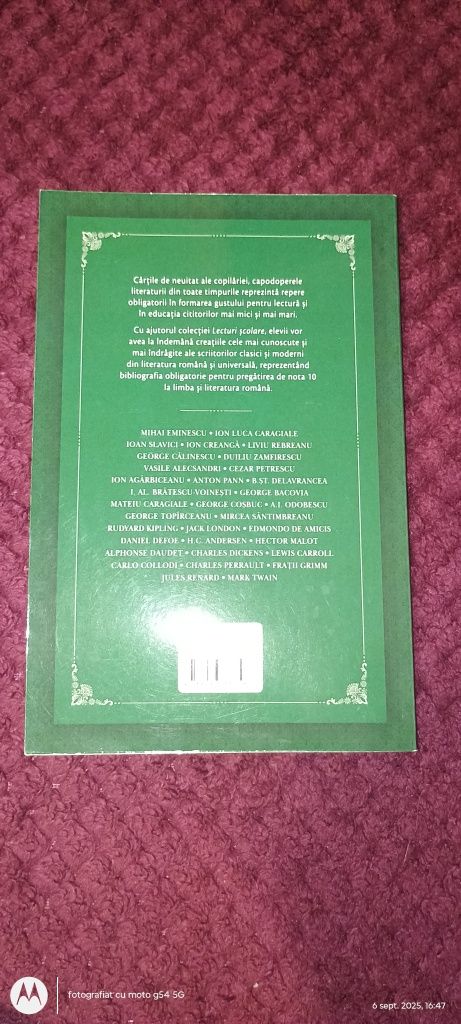 Cărțile de neuitat ale copilăriei, capodoperele
literaturii din toate timpurile reprezintă repere
obligatorii în formarea gustului pentru lectură și
în educația cititorilor mai mici și mai mari.
Cu ajutorul colecției Lecturi școlare, elevii vor
avea la îndemână creațiile cele mai cunoscute și
mai îndrăgite ale scriitorilor clasici și moderni
din literatura română și universală, reprezentând
bibliografia obligatorie pentru pregătirea de nota 10
la limba și literatura română.
MIHAI EMINESCU • ION LUCA CARAGIALE
IOAN SLAVICI • ION CREANGĂ • LIVIU REBREANU
GEORGE CĂLINESCU • DUILIU ZAMFIRESCU
VASILE ALECSANDRI • CEZAR PETRESCU
ION AGÂRBICEANU • ANTON PANN • B.ȘT. DELAVRANCEA
I. AL. BRĂTESCU-VOINEȘTI • GEORGE BACOVIA
MATEIU CARAGIALE • GEORGE COȘBUC • A.I. ODOBESCU
GEORGE TOPÎRCEANU • MIRCEA SÂNTIMBREANU
RUDYARD KIPLING • JACK LONDON • EDMONDO DE AMICIS
DANIEL DEFOE • H.C. ANDERSEN • HECTOR MALOT
ALPHONSE DAUDET • CHARLES DICKENS • LEWIS CARROLL
CARLO COLLODI • CHARLES PERRAULT • FRAȚII GRIMM
JULES RENARD • MARK TWAIN
fotografiat cu moto g54 5G
6 sept. 2025, 16:47